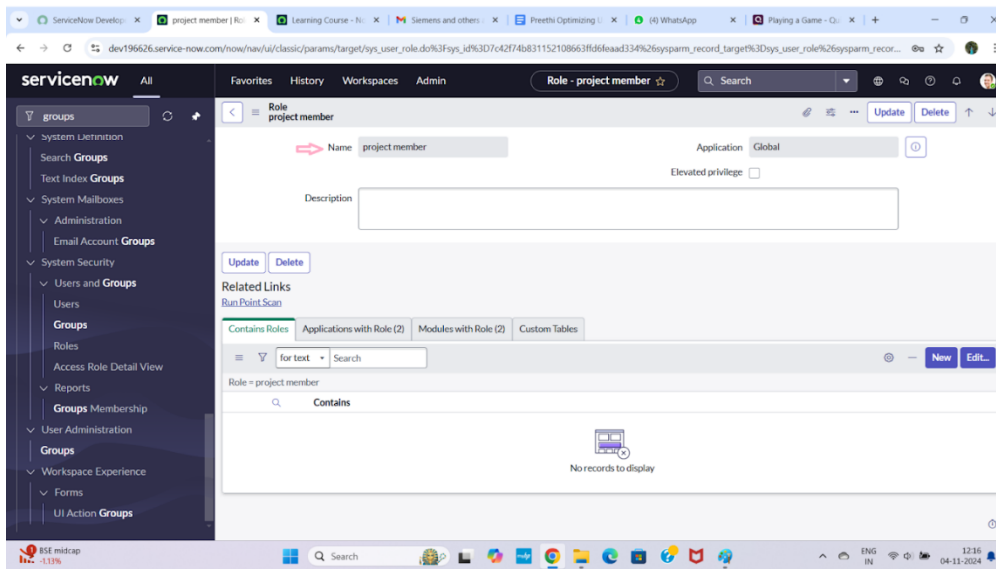 ServiceNow Develop
project member | Rol
Learning Course - No
Siemens and others
Preethi Optimizing U
(4) WhatsApp
Playing a Game - Qu
dev196626.service-now.com/now/nav/ui/classic/params/target/sys_user_role.do%3Fsys_id%3D7c42f74b831152108663ffd6feaad334%26sysparm_record_target%3Dsys_user_role%26sysparm_recor...
servicenow All Favorites History Workspaces Admin Role - project member Search
groups
System Definition
Search Groups
Text Index Groups
System Mailboxes
Administration
Email Account Groups
System Security
Users and Groups
Users
Groups
Roles
Access Role Detail View
Reports
Groups Membership
User Administration
Groups
Workspace Experience
Forms
UI Action Groups
Role
project member
Update Delete
Name project member Application Global
Elevated privilege
Description
Update Delete
Related Links
Run Point Scan
Contains Roles Applications with Role (2) Modules with Role (2) Custom Tables
for text Search New Edit...
Role = project member
Contains
No records to display
1 BSE midcap
-1.13%
Search
ENG
IN
12:16
04-11-2024